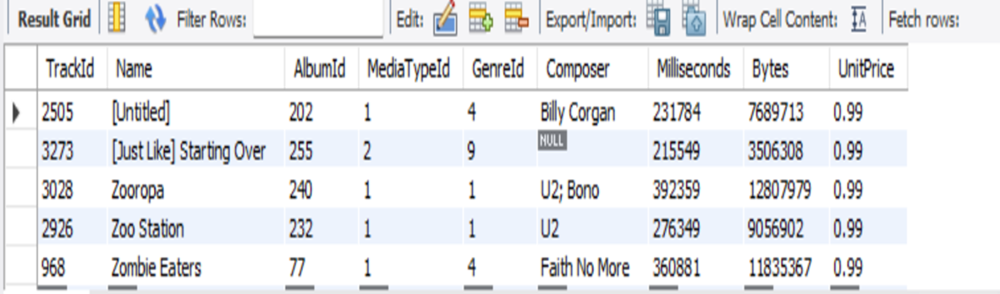 Result Grid Filter Rows: Edit: Export/Import: Wrap Cell Content: IA Fetch rows:
TrackId Name AlbumId MediaTypeId GenreId Composer Milliseconds Bytes UnitPrice
2505 [Untitled] 202 1 4 Billy Corgan 231784 7689713 0.99
3273 [Just Like] Starting Over 255 2 9 NULL 215549 3506308 0.99
3028 Zooropa 240 1 1 U2; Bono 392359 12807979 0.99
2926 Zoo Station 232 1 1 U2 276349 9056902 0.99
968 Zombie Eaters 77 1 4 Faith No More 360881 11835367 0.99